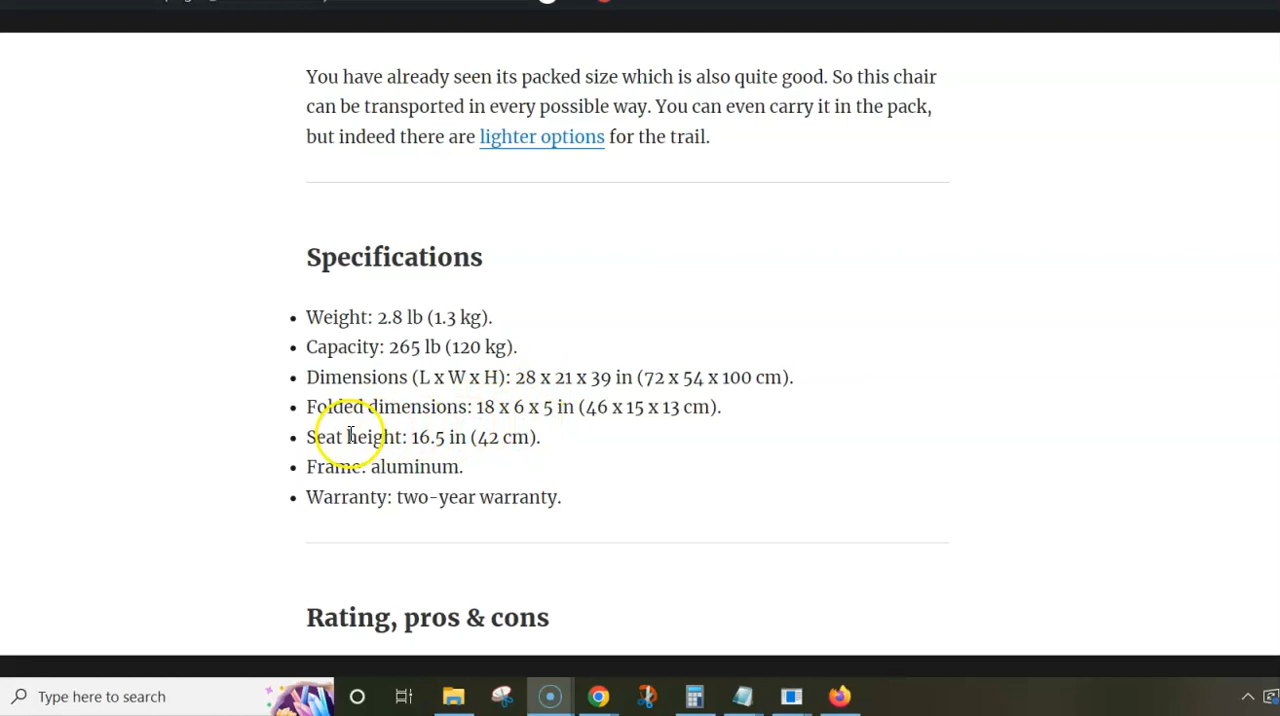 You have already seen its packed size which is also quite good. So this chair
can be transported in every possible way. You can even carry it in the pack,
but indeed there are lighter options for the trail.
Specifications
• Weight: 2.8 lb (1.3 kg).
• Capacity: 265 lb (120 kg).
• Dimensions (L x W x H): 28 x 21 x 39 in (72 x 54 x 100 cm).
• Folded dimensions: 18 x 6 x 5 in (46 x 15 x 13 cm).
• Seat height: 16.5 in (42 cm).
• Frame: aluminum.
• Warranty: two-year warranty.
Rating, pros & cons
Type here to search